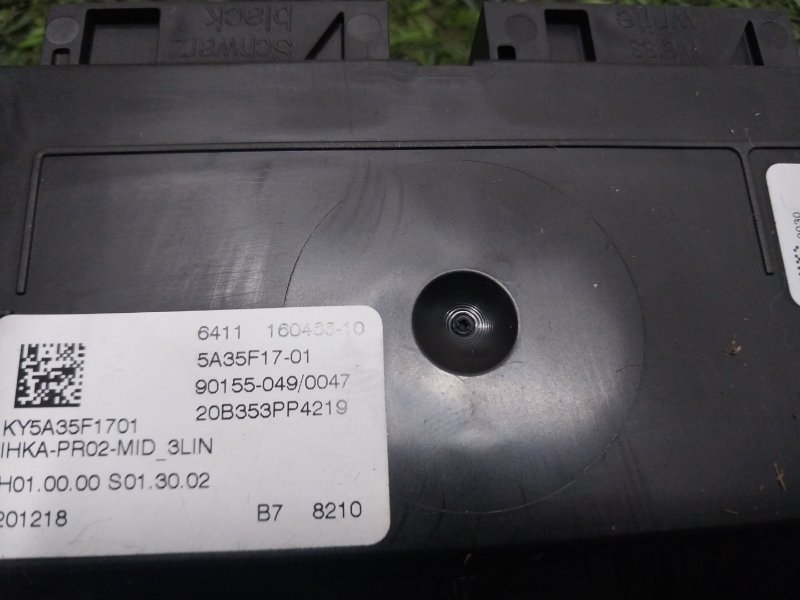 schwarz
black
weiss
white
6411
5A35F17-01
90155-049/0047
20B353PP4219
KY5A35F1701
IHKA-PR02-MID_3LIN
H01.00.00 S01.30.02
201218 B7 8210